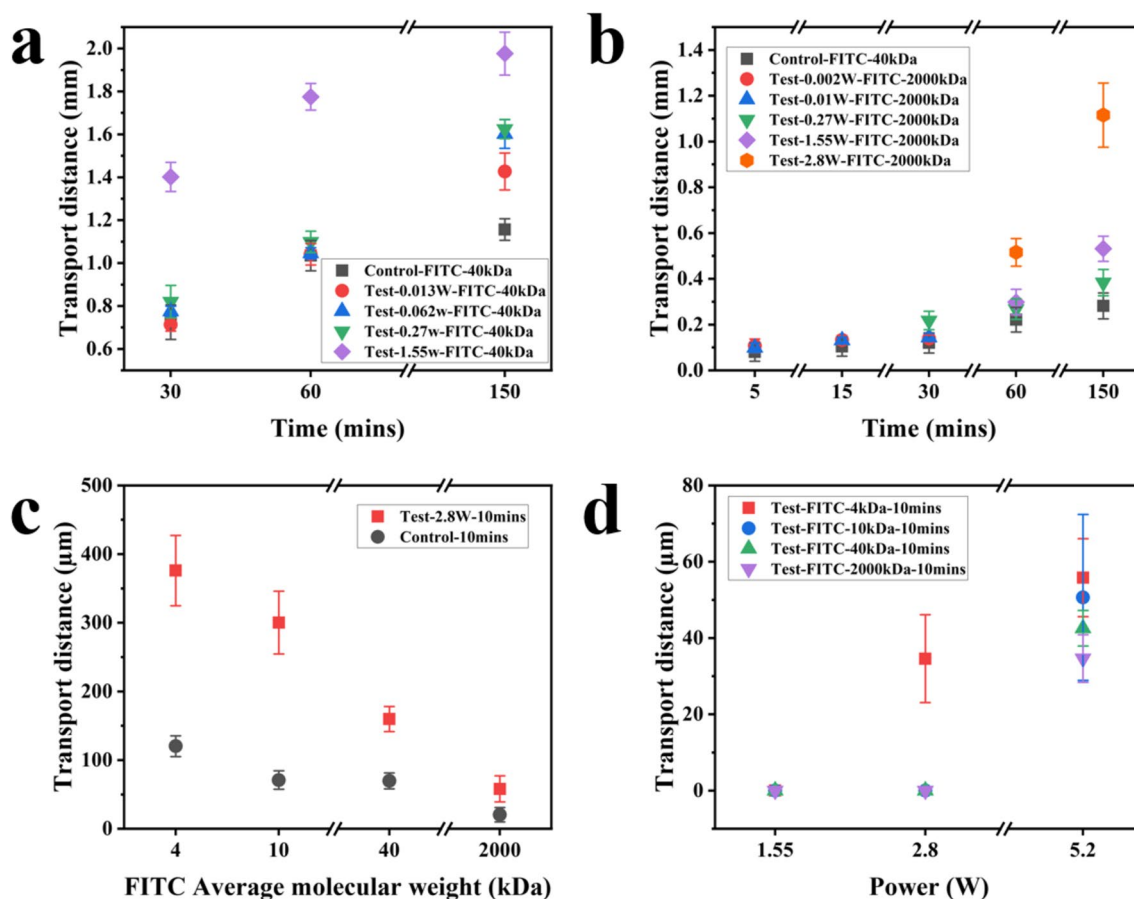 a
2.0
1.8
1.6
1.4
1.2
1.0
0.8
0.6
Transport distance (mm)
Control-FITC-40kDa
Test-0.013W-FITC-40kDa
Test-0.062w-FITC-40kDa
Test-0.27w-FITC-40kDa
Test-1.55w-FITC-40kDa
30 60 150
Time (mins)
b
1.4
1.2
1.0
0.8
0.6
0.4
0.2
0.0
Transport distance (mm)
Control-FITC-40kDa
Test-0.002W-FITC-2000kDa
Test-0.01W-FITC-2000kDa
Test-0.27W-FITC-2000kDa
Test-1.55W-FITC-2000kDa
Test-2.8W-FITC-2000kDa
5 15 30 60 150
Time (mins)
c
500
400
300
200
100
0
Transport distance (μm)
Test-2.8W-10mins
Control-10mins
4 10 40 2000
FITC Average molecular weight (kDa)
d
80
60
40
20
0
Transport distance (μm)
Test-FITC-4kDa-10mins
Test-FITC-10kDa-10mins
Test-FITC-40kDa-10mins
Test-FITC-2000kDa-10mins
1.55 2.8 5.2
Power (W)